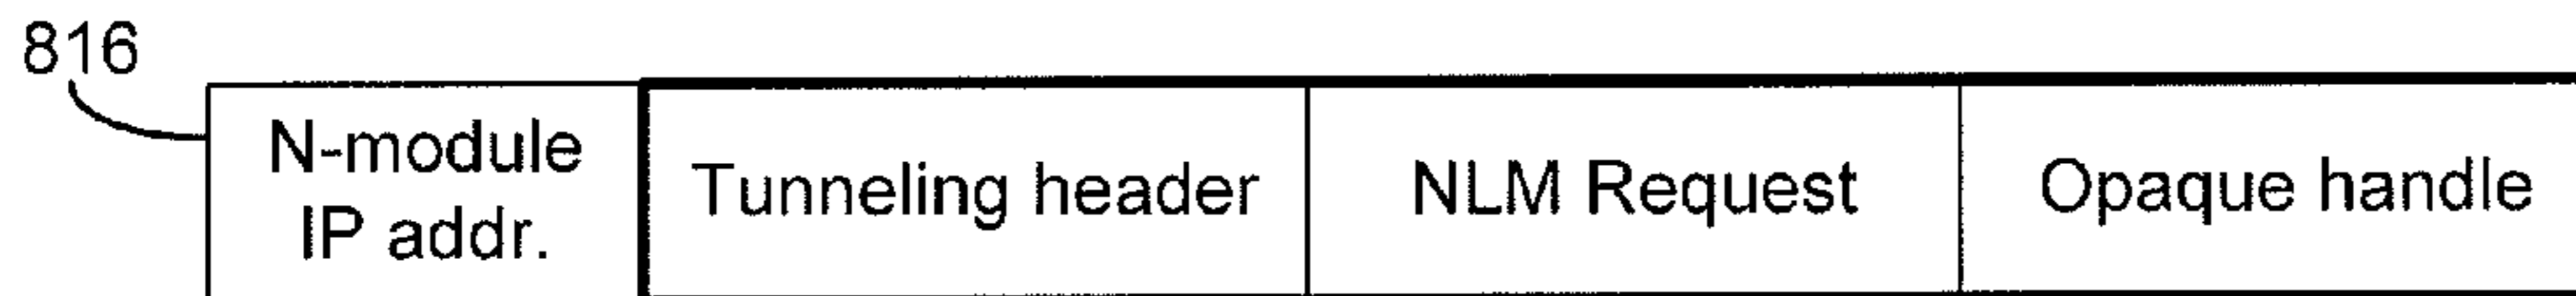 816
N-module
IP addr.
Tunneling header
NLM Request
Opaque handle